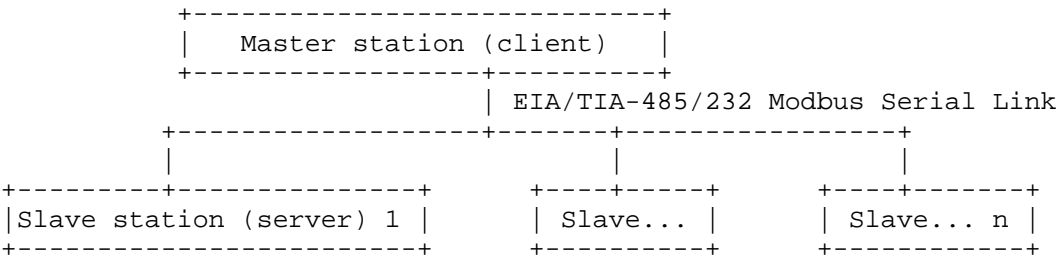 Master station (client)
EIA/TIA-485/232 Modbus Serial Link
Slave station (server) 1
Slave...
Slave... n